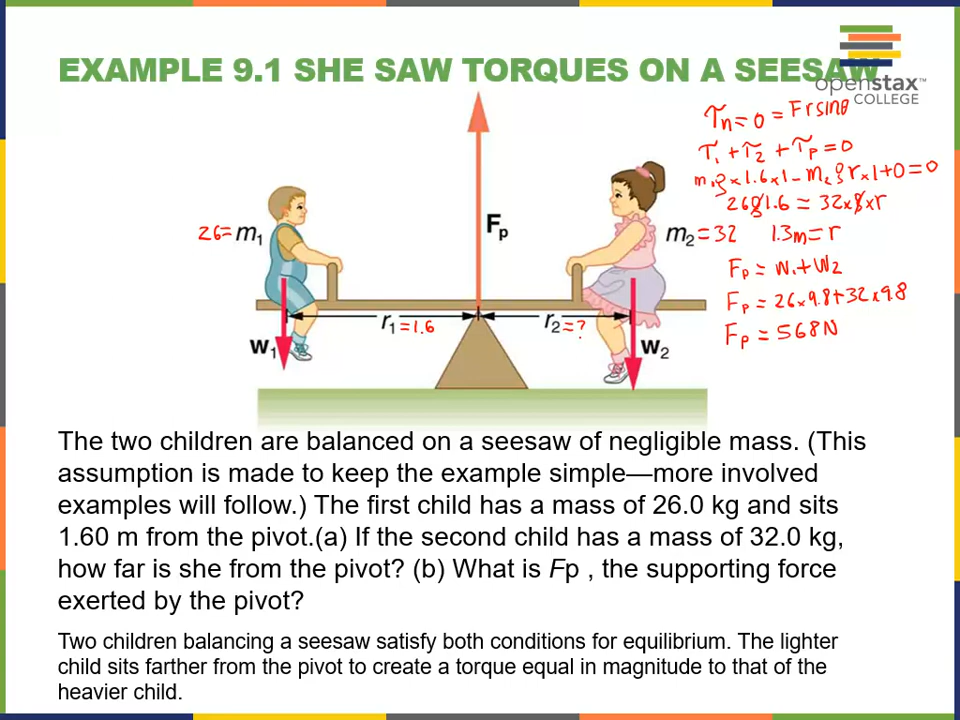 EXAMPLE 9.1 SHE SAW TORQUES ON A SEESAW
openstax™
COLLEGE
τn = 0 = Fr sinθ
τ1 + τ2 + τP = 0
m1g × 1.6 × 1 − m2g r × 1 + 0 = 0
26g 1.6 = 32 × g × r
1.3m = r
FP = W1 + W2
FP = 26 × 9.8 + 32 × 9.8
FP = 568N
Fp
26 = m1
m2 = 32
r1 = 1.6
r2 = ?
w1
w2
The two children are balanced on a seesaw of negligible mass. (This
assumption is made to keep the example simple—more involved
examples will follow.) The first child has a mass of 26.0 kg and sits
1.60 m from the pivot.(a) If the second child has a mass of 32.0 kg,
how far is she from the pivot? (b) What is Fp , the supporting force
exerted by the pivot?
Two children balancing a seesaw satisfy both conditions for equilibrium. The lighter
child sits farther from the pivot to create a torque equal in magnitude to that of the
heavier child.